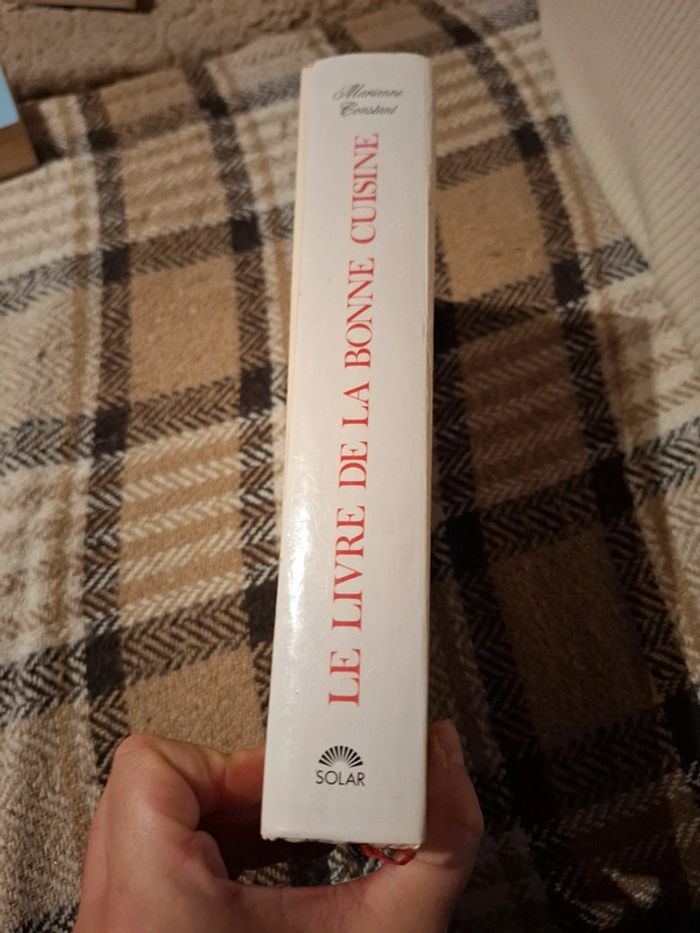 Marianne
Constant
LE LIVRE DE LA BONNE CUISINE
SOLAR